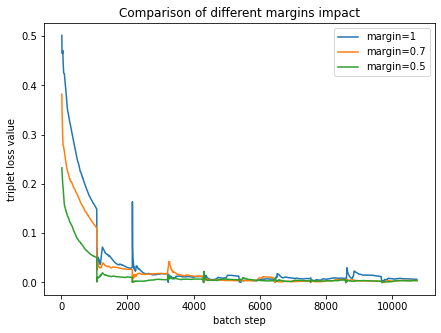 Comparison of different margins impact
margin=1
margin=0.7
margin=0.5
triplet loss value
0.5
0.4
0.3
0.2
0.1
0.0
0 2000 4000 6000 8000 10000
batch step